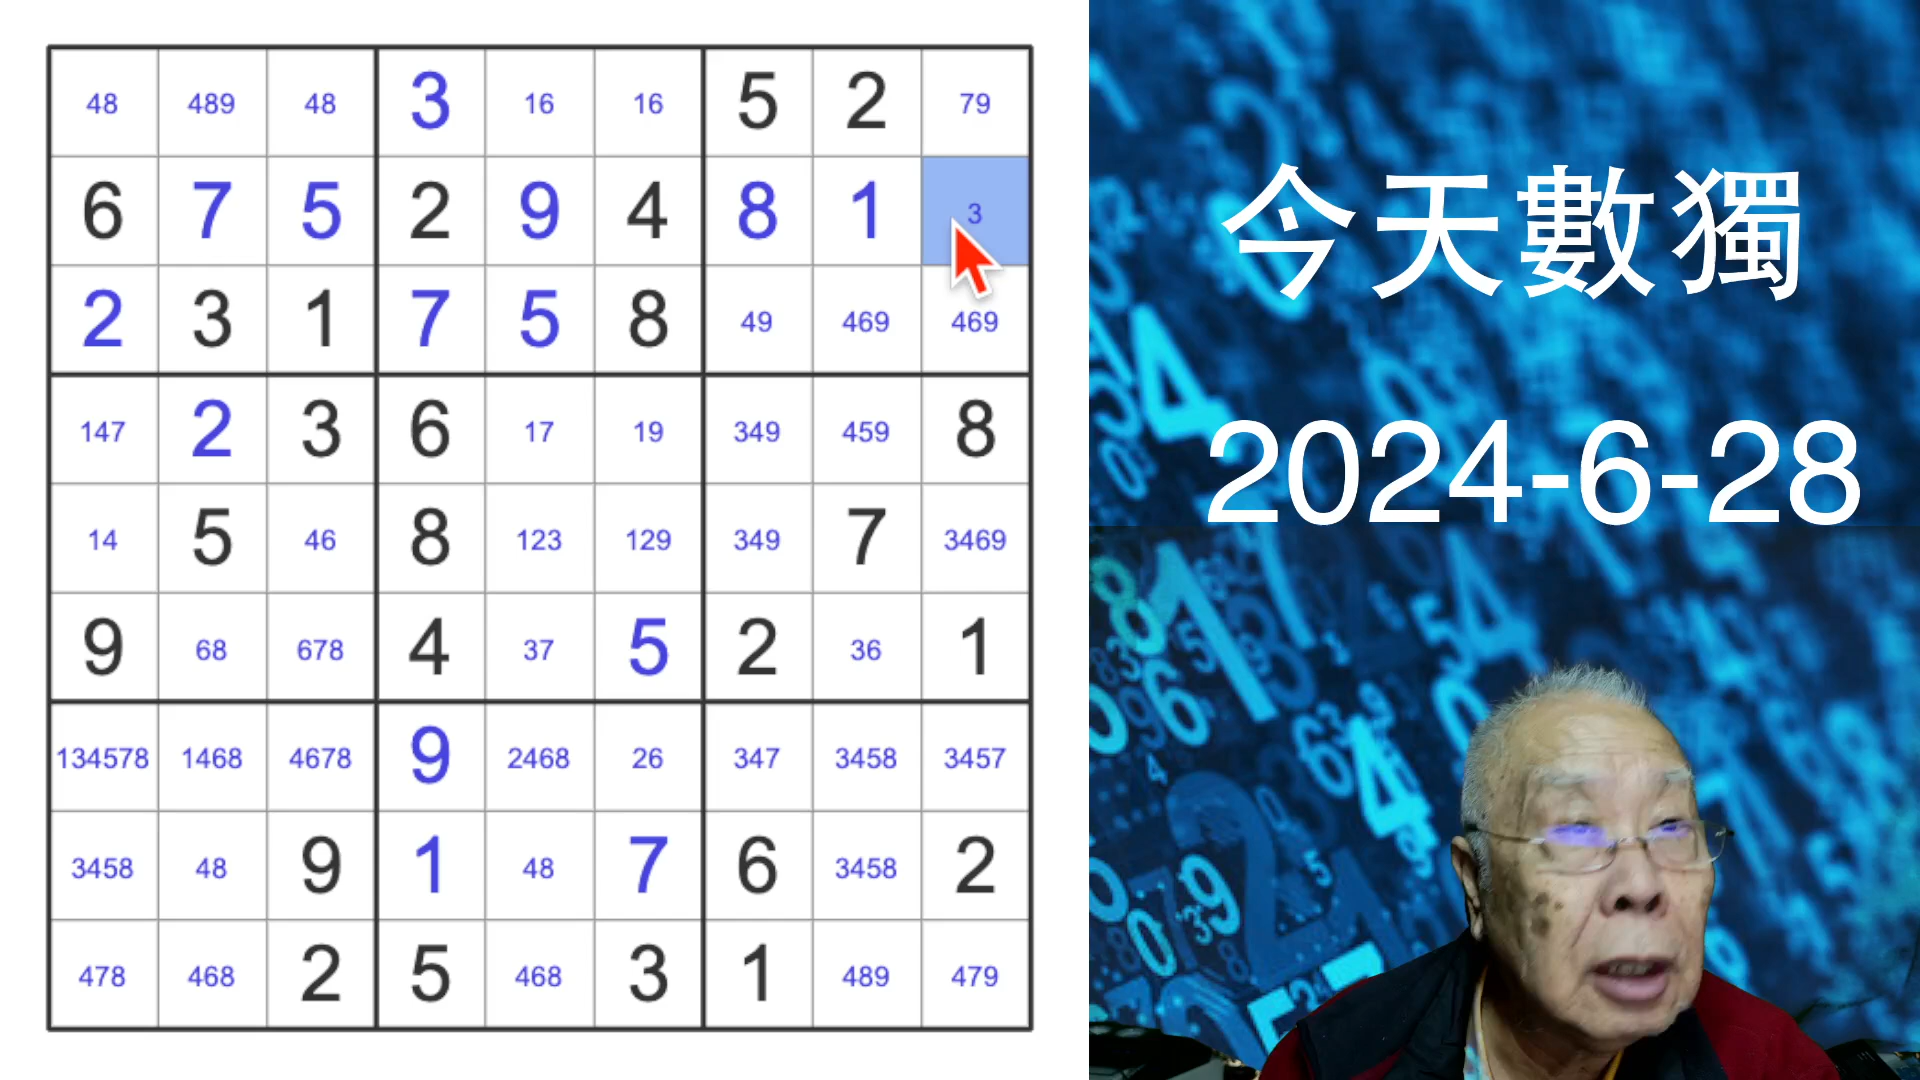 48 489 48 3 16 16 5 2 79
6 7 5 2 9 4 8 1 3
2 3 1 7 5 8 49 469 469
147 2 3 6 17 19 349 459 8
14 5 46 8 123 129 349 7 3469
9 68 678 4 37 5 2 36 1
134578 1468 4678 9 2468 26 347 3458 3457
3458 48 9 1 48 7 6 3458 2
478 468 2 5 468 3 1 489 479
今天數獨
2024-6-28